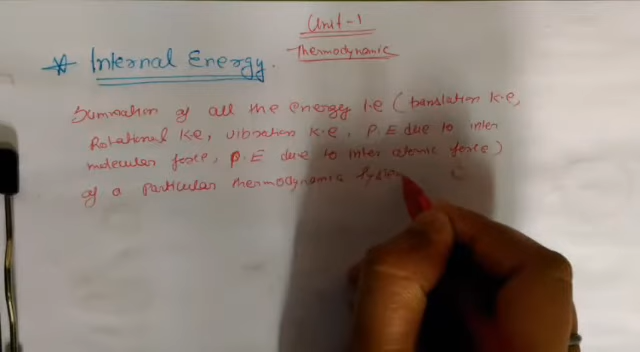 Unit-1
Thermodynamic
* Internal Energy.
Summation of all the energy i.e (translation k.e,
Rotational k.e, vibration k.e, P.E due to inter
molecular force, P.E due to inter atomic force)
of a particular thermodynamic